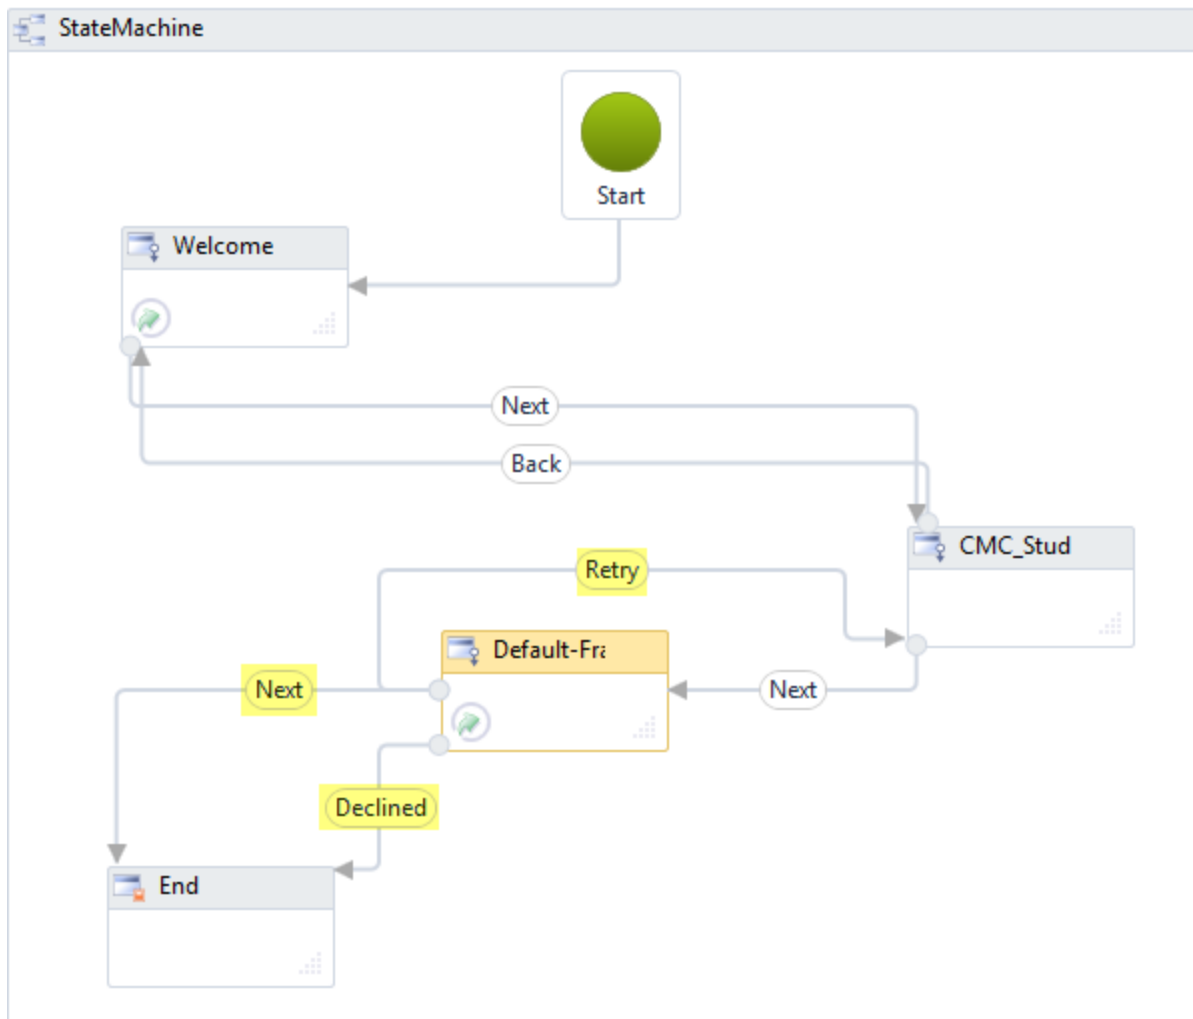 StateMachine
Start
Welcome
Next
Back
CMC_Stud
Retry
Default-Fra
Next
Next
Declined
End